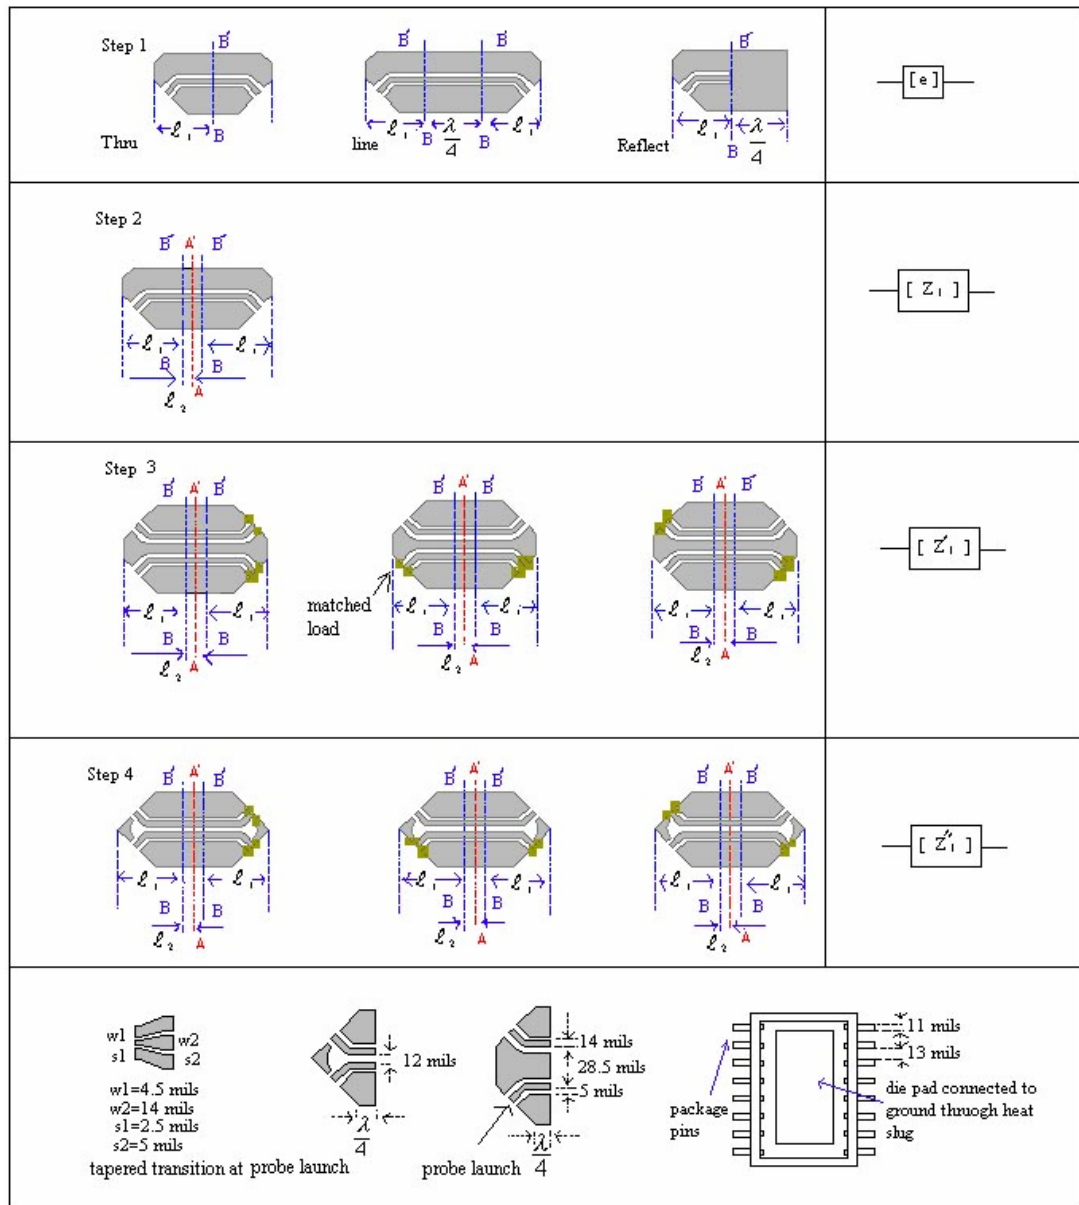 Step 1
B' B' B' B'
[e]
ℓ₁ ℓ₁ λ/4 ℓ₁ ℓ₁ λ/4
B B B B
Thru line Reflect
Step 2
B' A' B'
[Z₁]
ℓ₁ ℓ₁
B B
ℓ₂ A
Step 3
B' A' B' B' A' B' B' A' B'
[Z'₁]
matched
load
ℓ₁ ℓ₁ ℓ₁ ℓ₁ ℓ₁ ℓ₁
B B B B B B
ℓ₂ A ℓ₂ A ℓ₂ A
Step 4
B' A' B' B' A' B' B' A' B'
[Z''₁]
ℓ₁ ℓ₁ ℓ₁ ℓ₁ ℓ₁ ℓ₁
B B B B B B
ℓ₂ A ℓ₂ A ℓ₂ A
w1 w2
s1 s2
w1=4.5 mils
w2=14 mils
s1=2.5 mils
s2=5 mils
tapered transition at probe launch
12 mils
λ/4
14 mils
28.5 mils
5 mils
probe launch
λ/4
11 mils
13 mils
package
pins
die pad connected to
ground thruogh heat
slug